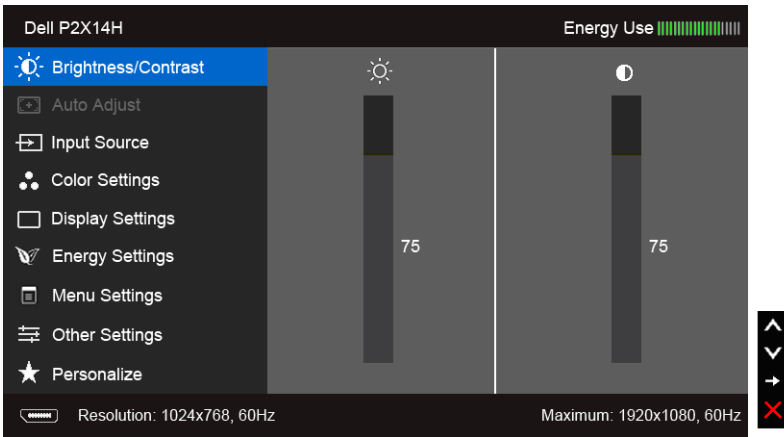 Dell P2X14H
Energy Use
Brightness/Contrast
Auto Adjust
Input Source
Color Settings
Display Settings
Energy Settings
Menu Settings
Other Settings
Personalize
75
75
Resolution: 1024x768, 60Hz
Maximum: 1920x1080, 60Hz